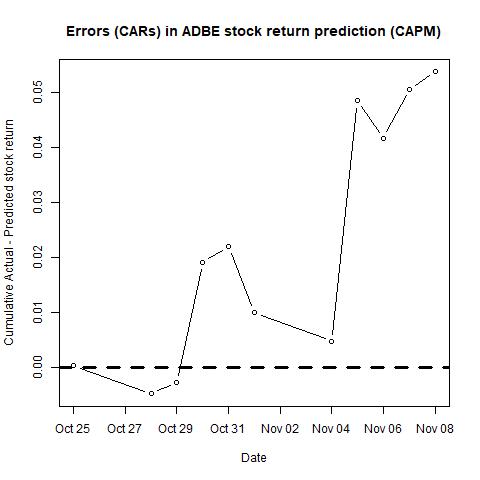 Errors (CARs) in ADBE stock return prediction (CAPM)
Cumulative Actual - Predicted stock return
0.05
0.04
0.03
0.02
0.01
0.00
Oct 25 Oct 27 Oct 29 Oct 31 Nov 02 Nov 04 Nov 06 Nov 08
Date